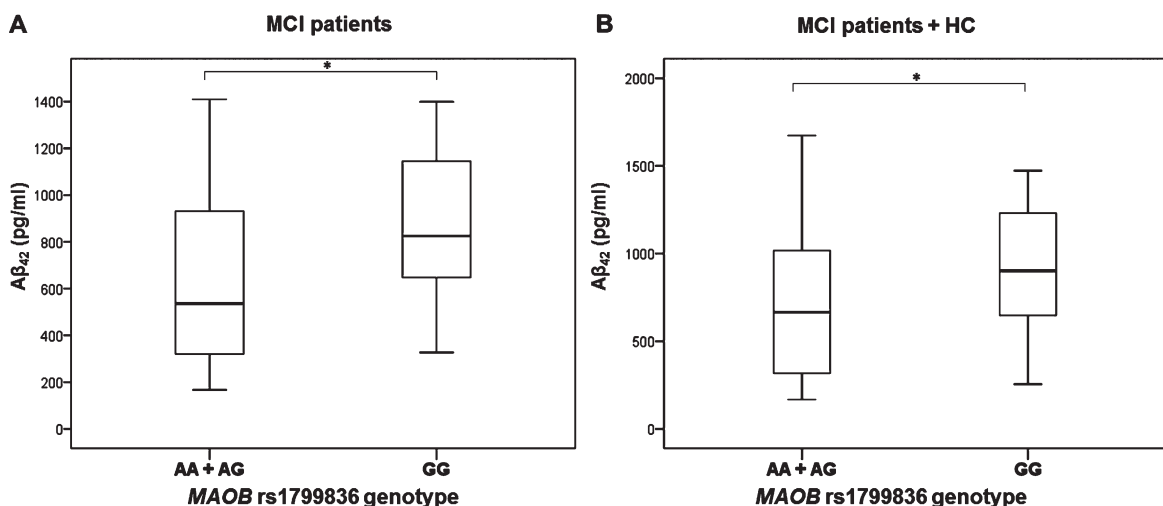 A
MCI patients
*
1400
1200
1000
800
600
400
200
0
Aβ₄₂ (pg/ml)
AA + AG
GG
MAOB rs1799836 genotype
B
MCI patients + HC
*
2000
1500
1000
500
0
Aβ₄₂ (pg/ml)
AA + AG
GG
MAOB rs1799836 genotype